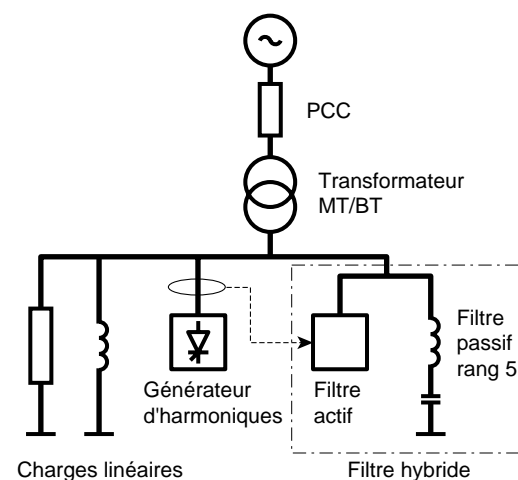 PCC
Transformateur
MT/BT
Filtre
passif
rang 5
Générateur
d'harmoniques
Filtre
actif
Charges linéaires
Filtre hybride